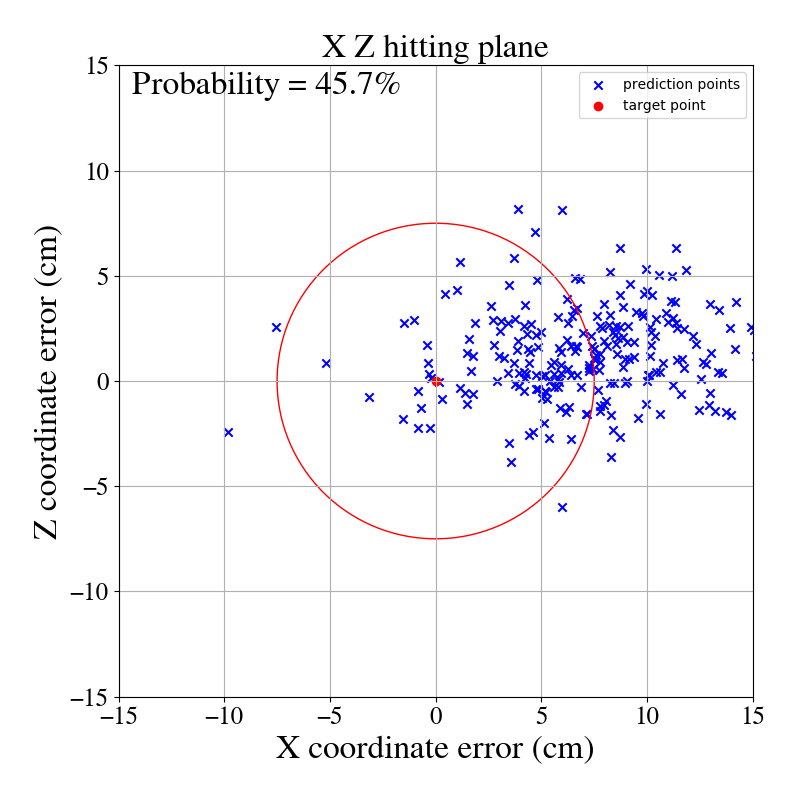 X Z hitting plane
Probability = 45.7%
prediction points
target point
15
10
5
0
−5
−10
−15
Z coordinate error (cm)
−15 −10 −5 0 5 10 15
X coordinate error (cm)